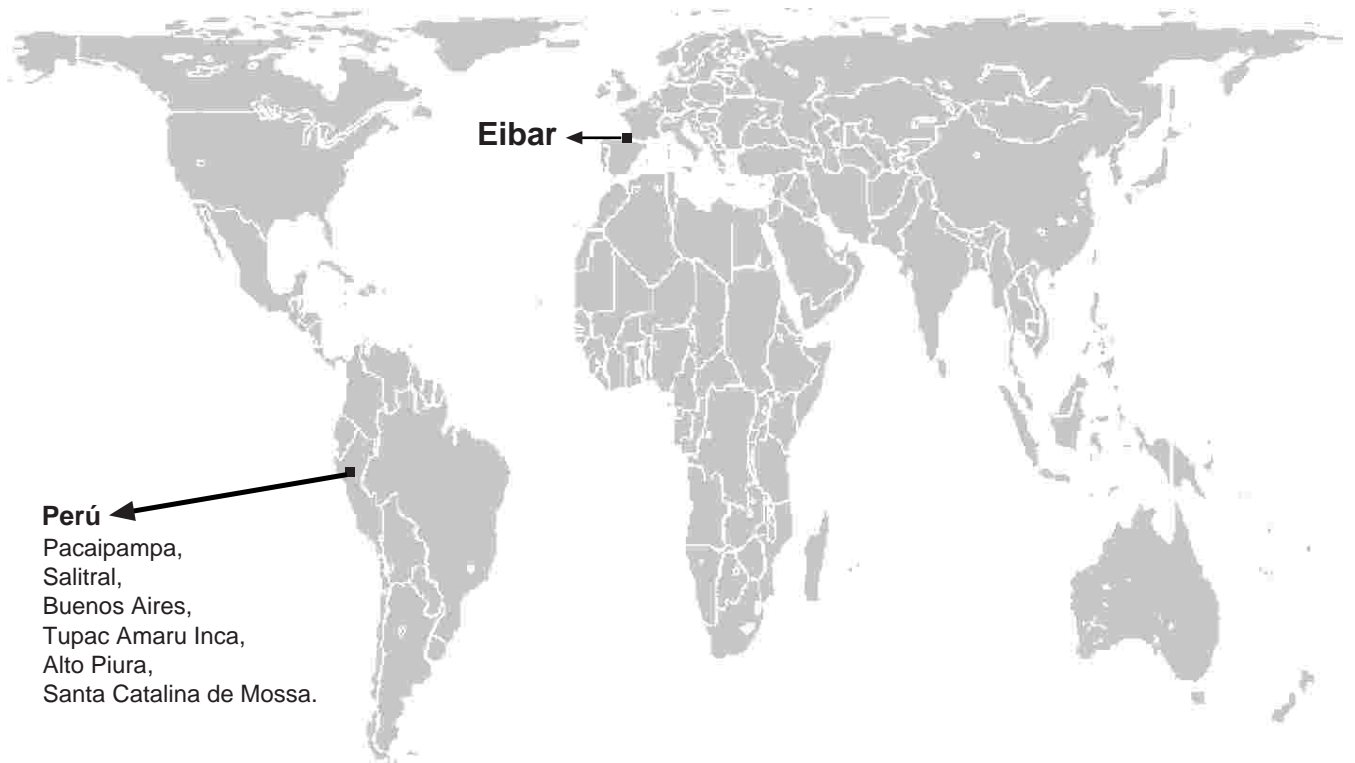 Eibar
Perú
Pacaipampa,
Salitral,
Buenos Aires,
Tupac Amaru Inca,
Alto Piura,
Santa Catalina de Mossa.